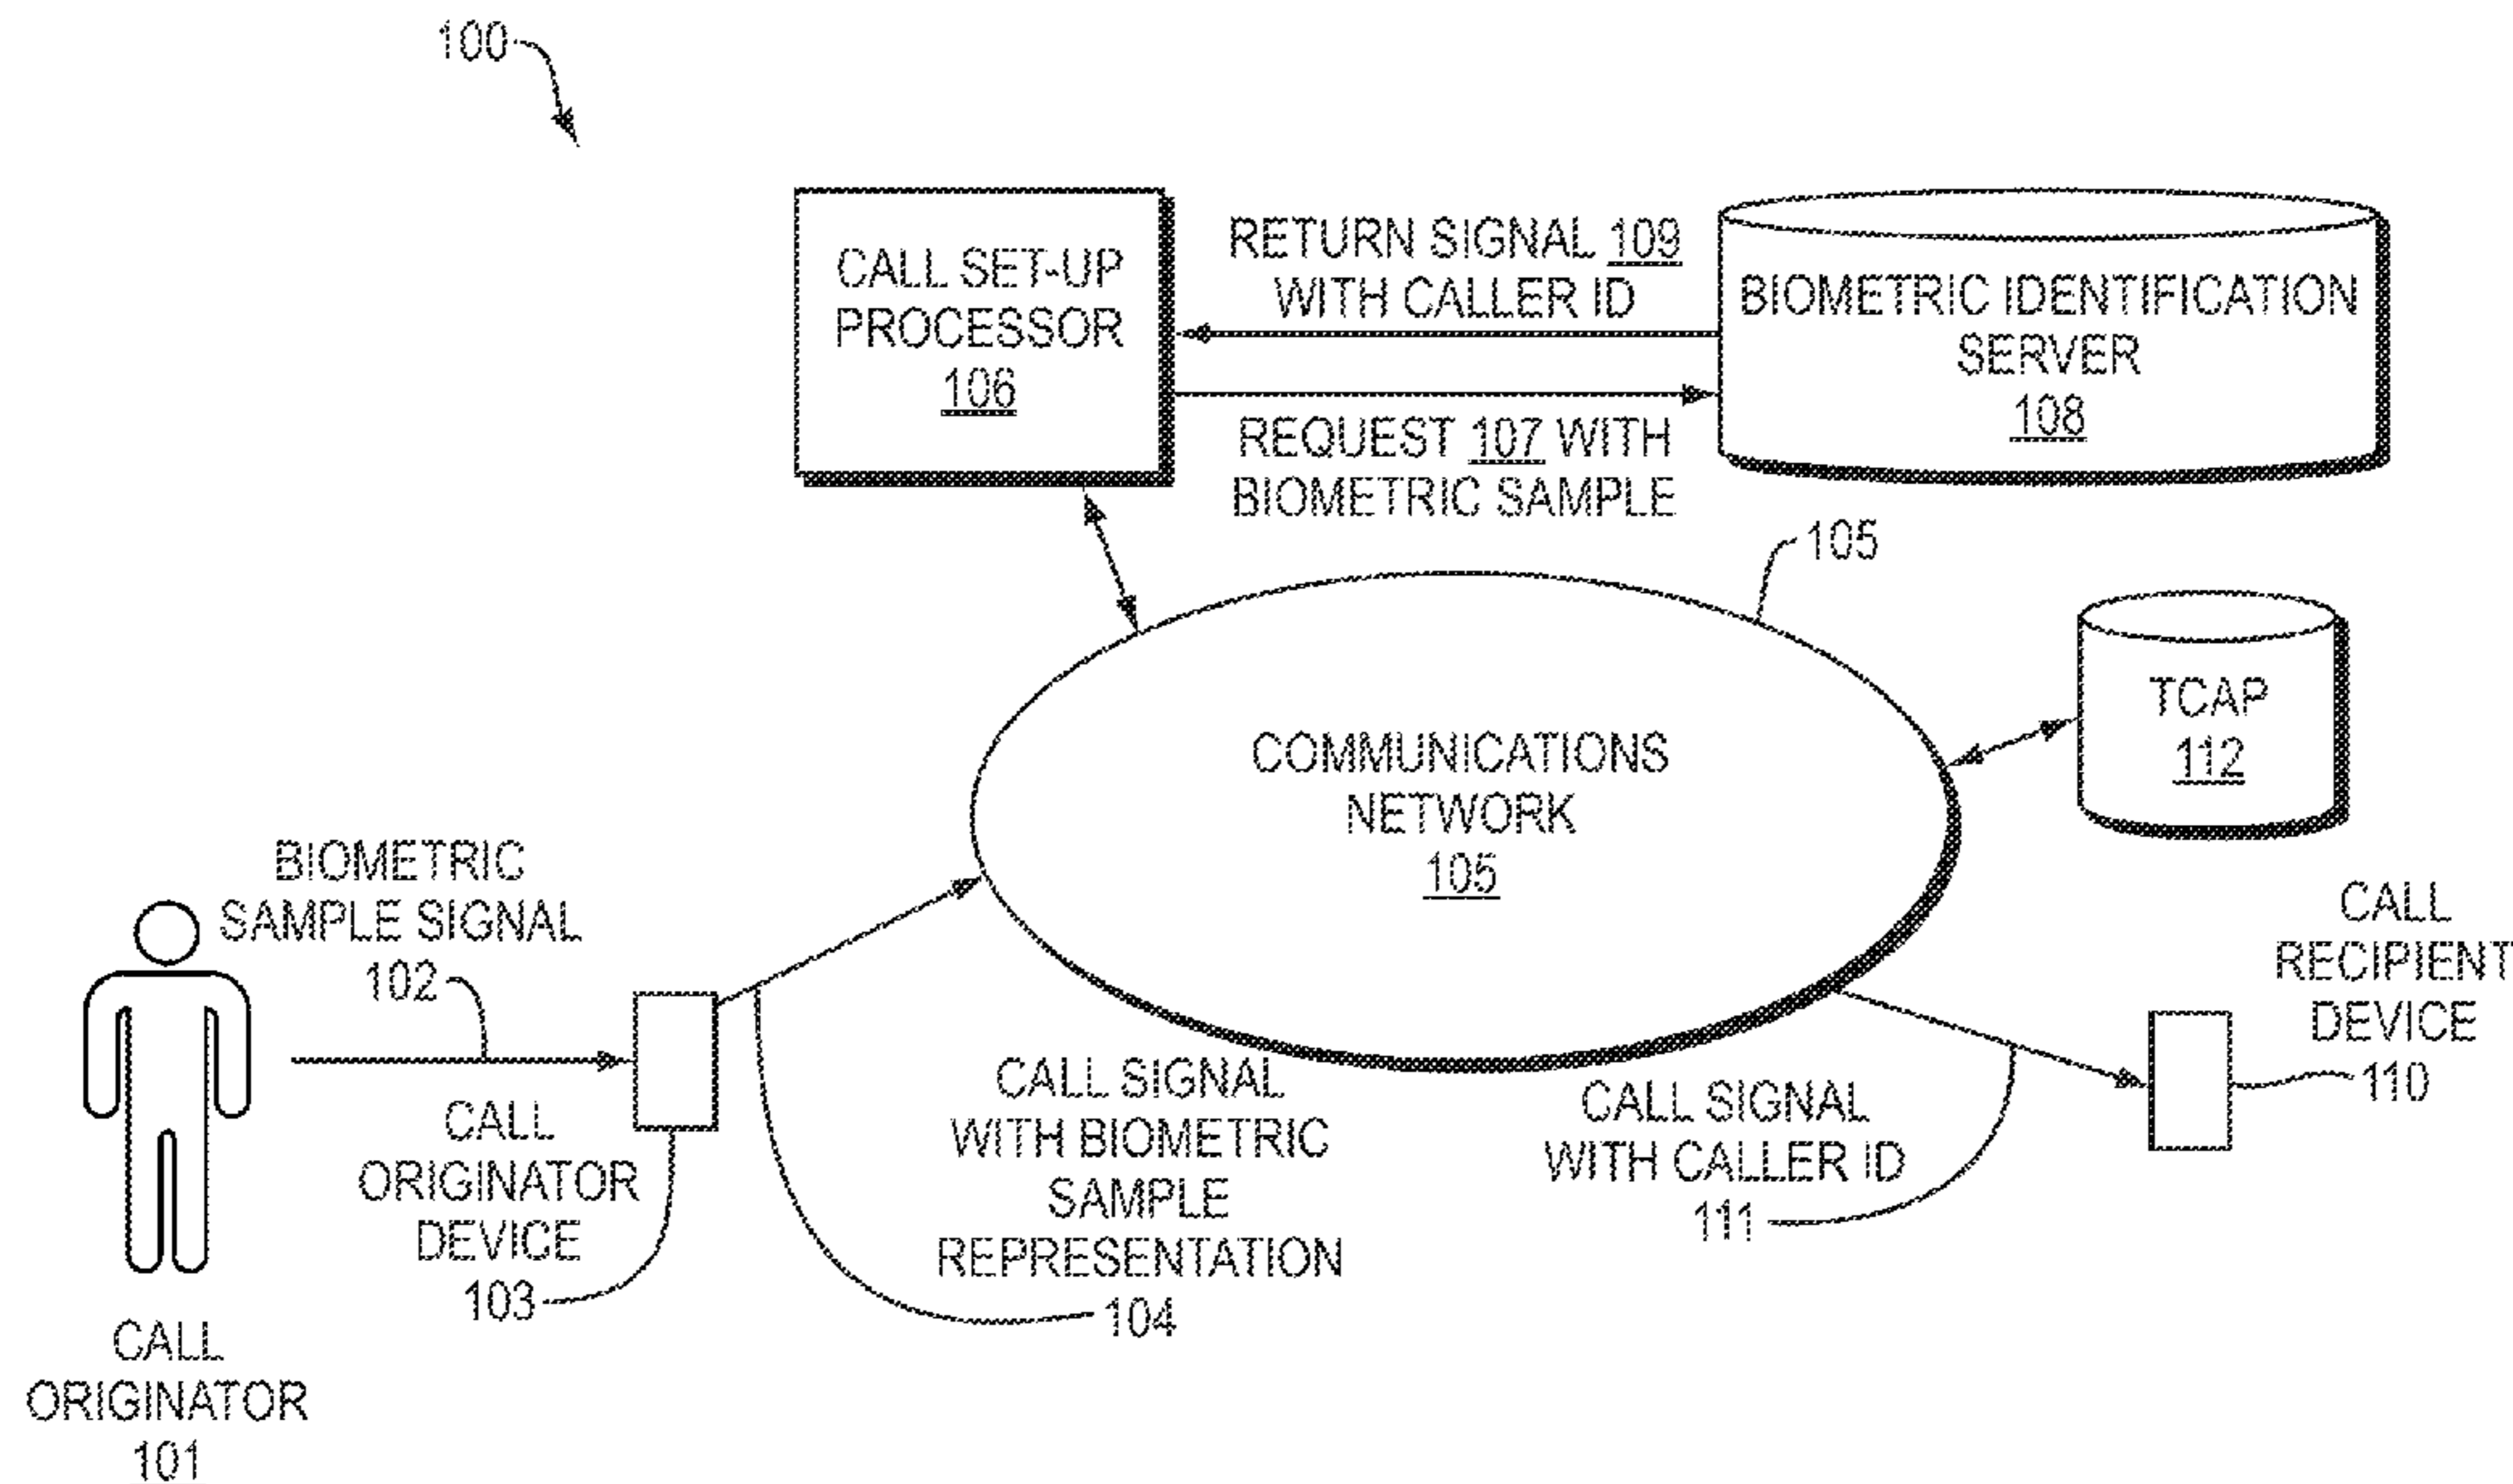 100
CALL SET-UP
PROCESSOR
106
RETURN SIGNAL 109
WITH CALLER ID
REQUEST 107 WITH
BIOMETRIC SAMPLE
BIOMETRIC IDENTIFICATION
SERVER
108
105
COMMUNICATIONS
NETWORK
105
TCAP
112
BIOMETRIC
SAMPLE SIGNAL
102
CALL
ORIGINATOR
DEVICE
103
CALL SIGNAL
WITH BIOMETRIC
SAMPLE
REPRESENTATION
104
CALL SIGNAL
WITH CALLER ID
111
CALL
RECIPIENT
DEVICE
110
CALL
ORIGINATOR
101